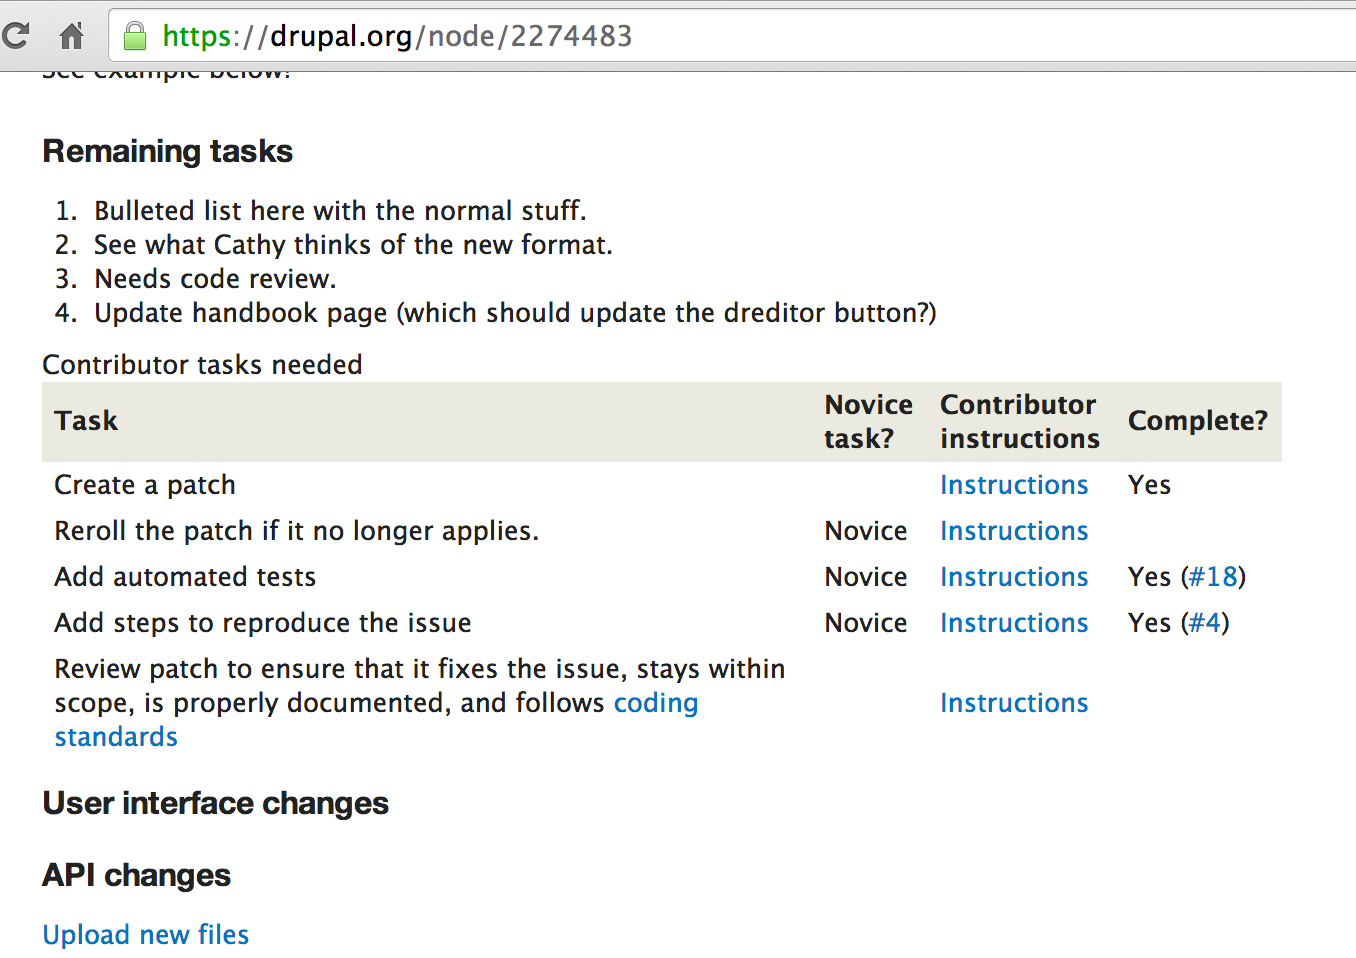 https://drupal.org/node/2274483
See example below!
Remaining tasks
1. Bulleted list here with the normal stuff.
2. See what Cathy thinks of the new format.
3. Needs code review.
4. Update handbook page (which should update the dreditor button?)
Contributor tasks needed
Task Novice task? Contributor instructions Complete?
Create a patch Instructions Yes
Reroll the patch if it no longer applies. Novice Instructions
Add automated tests Novice Instructions Yes (#18)
Add steps to reproduce the issue Novice Instructions Yes (#4)
Review patch to ensure that it fixes the issue, stays within
scope, is properly documented, and follows coding
standards
Instructions
User interface changes
API changes
Upload new files